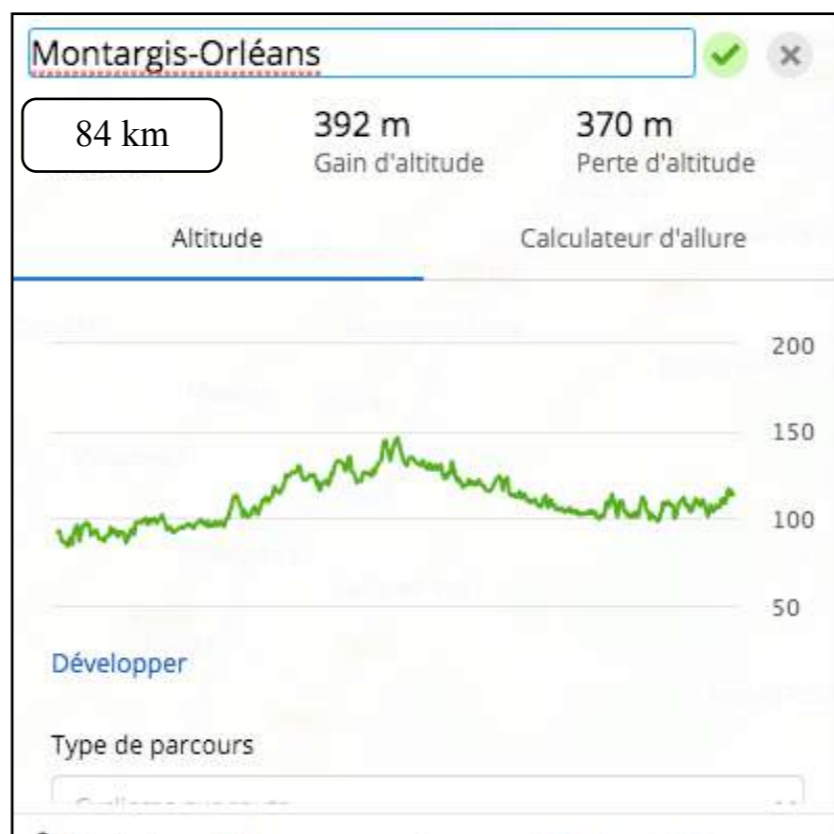 Montargis-Orléans
84 km 392 m 370 m
Gain d'altitude Perte d'altitude
Altitude Calculateur d'allure
200
150
100
50
Développer
Type de parcours